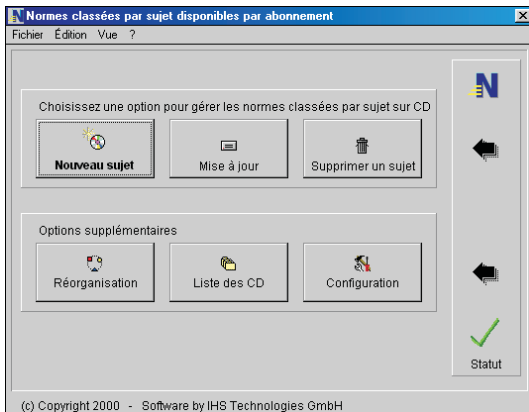 Normes classées par sujet disponibles par abonnement
Fichier Édition Vue ?
Choisissez une option pour gérer les normes classées par sujet sur CD
Nouveau sujet
Mise à jour
Supprimer un sujet
Options supplémentaires
Réorganisation
Liste des CD
Configuration
N
Statut
(c) Copyright 2000 - Software by IHS Technologies GmbH